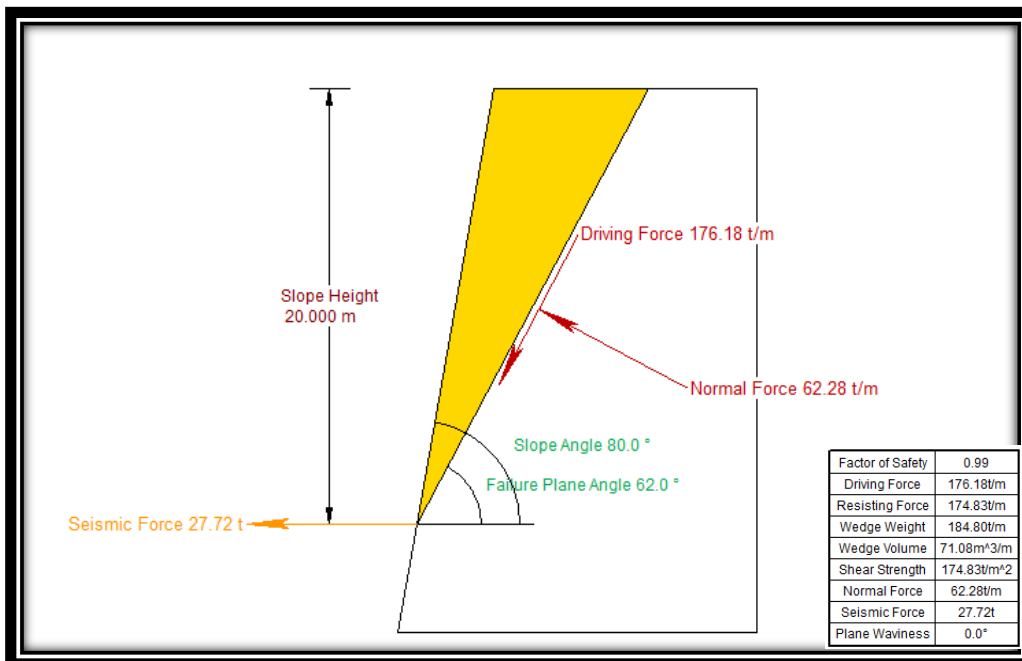 Driving Force 176.18 t/m
Slope Height
20.000 m
Normal Force 62.28 t/m
Slope Angle 80.0 °
Failure Plane Angle 62.0 °
Seismic Force 27.72 t
Factor of Safety 0.99
Driving Force 176.18t/m
Resisting Force 174.83t/m
Wedge Weight 184.80t/m
Wedge Volume 71.08m^3/m
Shear Strength 174.83t/m^2
Normal Force 62.28t/m
Seismic Force 27.72t
Plane Waviness 0.0°